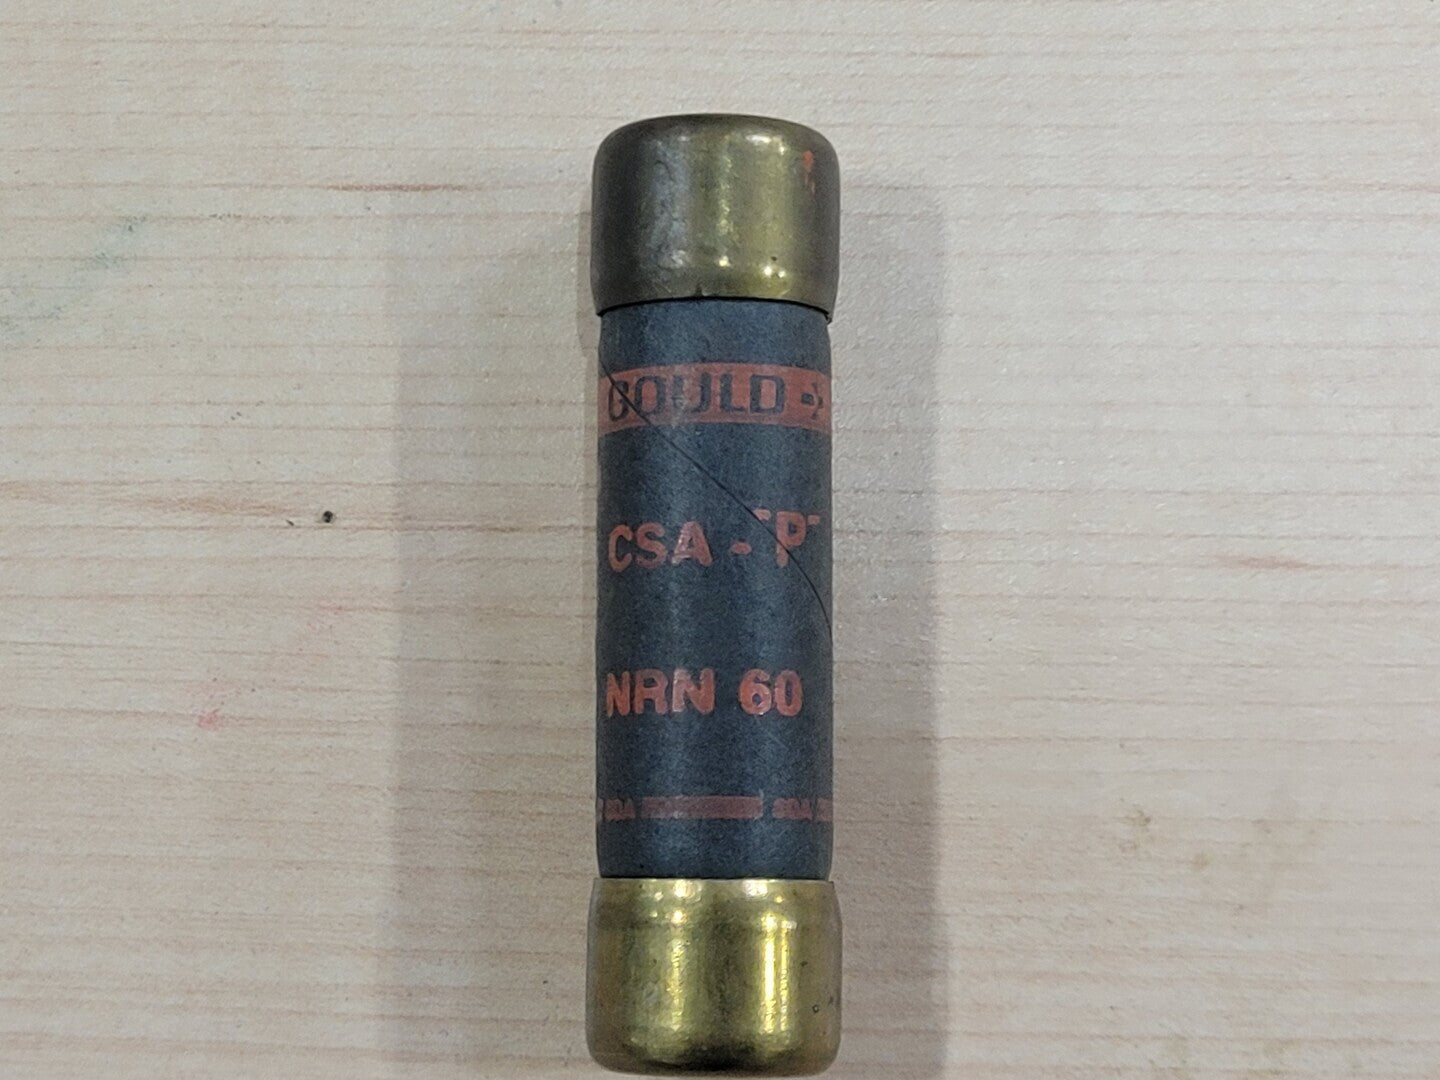 GOULD
CSA - "P"
NRN 60